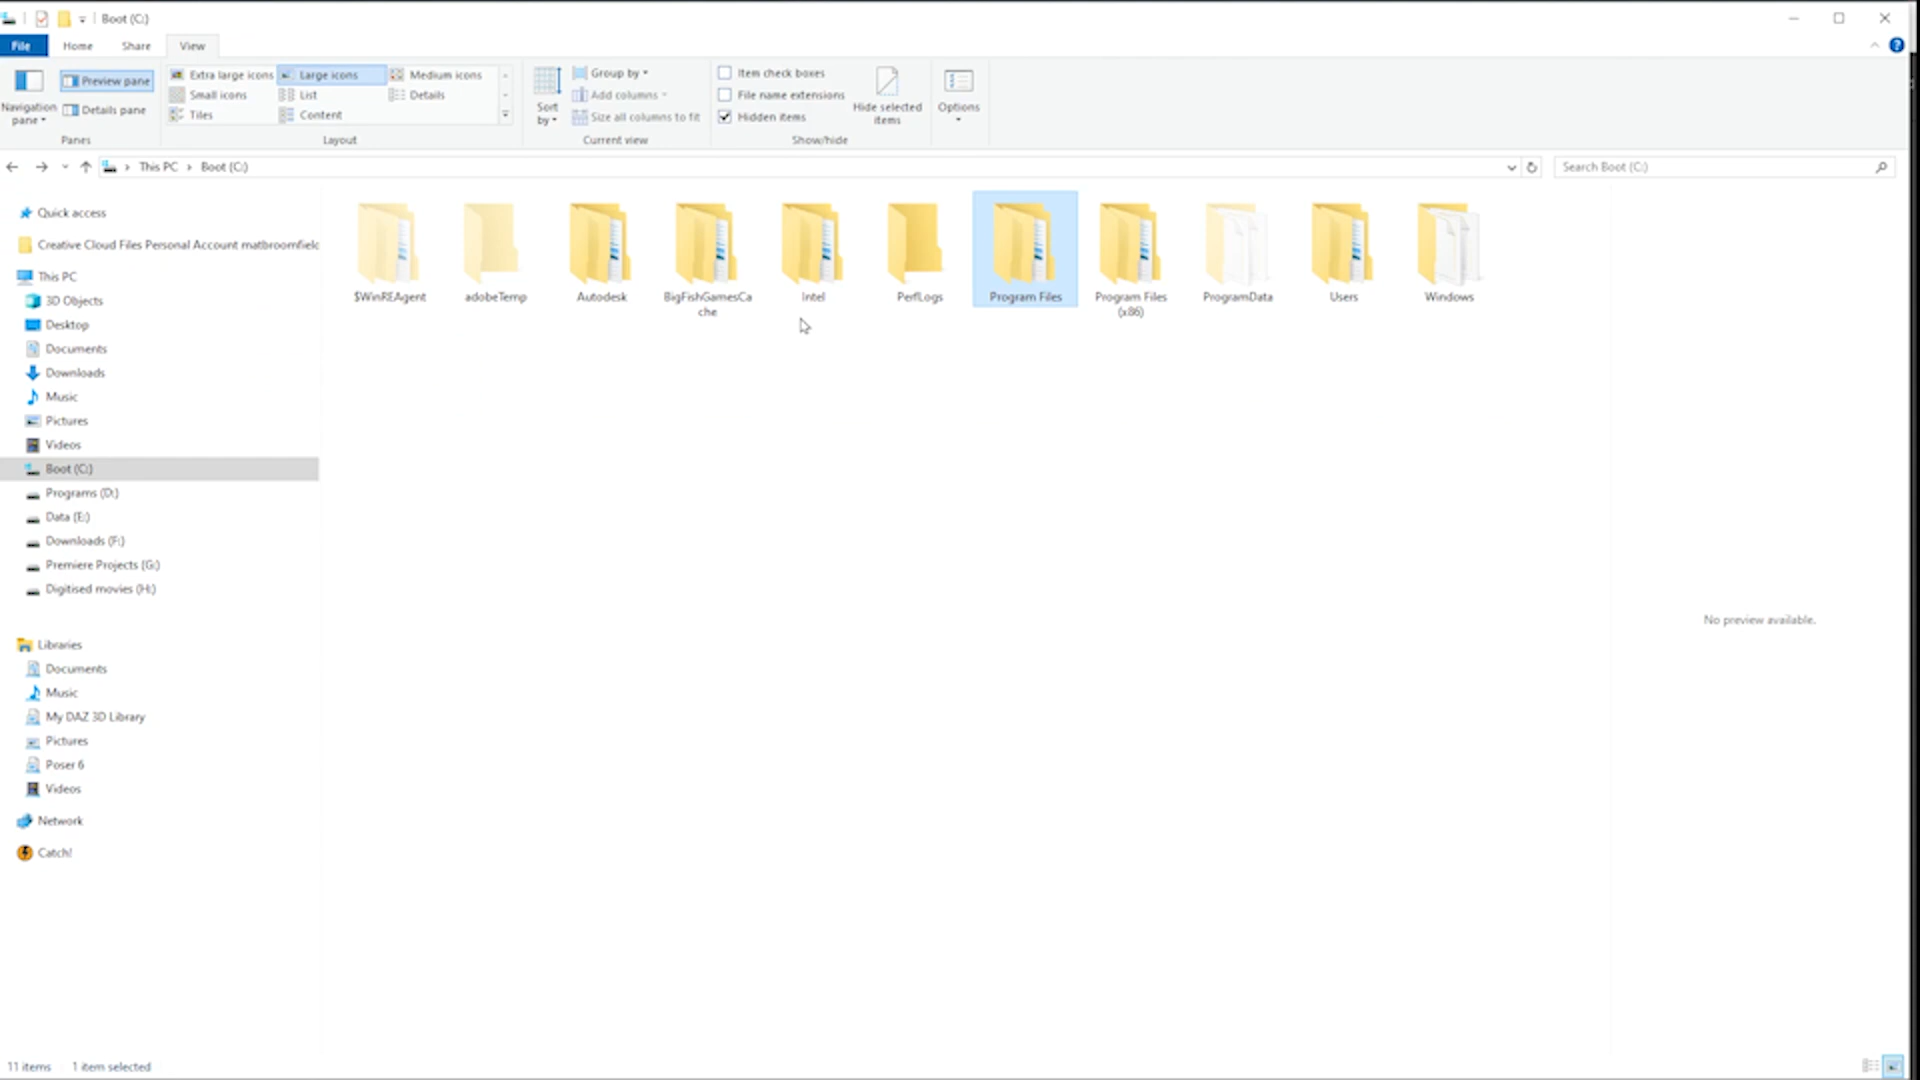 Boot (C:)
File
Home
Share
View
Navigation
pane
Preview pane
Details pane
Panes
Extra large icons
Large icons
Medium icons
Small icons
List
Details
Tiles
Content
Layout
Sort
by
Group by
Add columns
Size all columns to fit
Current view
Item check boxes
File name extensions
Hidden items
Hide selected
items
Show/hide
Options
This PC › Boot (C:)
Search Boot (C:)
Quick access
Creative Cloud Files Personal Account matbroomfield
This PC
3D Objects
Desktop
Documents
Downloads
Music
Pictures
Videos
Boot (C:)
Programs (D:)
Data (E:)
Downloads (F:)
Premiere Projects (G:)
Digitised movies (H:)
Libraries
Documents
Music
My DAZ 3D Library
Pictures
Poser 6
Videos
Network
Catch!
$WinREAgent
adobeTemp
Autodesk
BigFishGamesCa
che
Intel
PerfLogs
Program Files
Program Files
(x86)
ProgramData
Users
Windows
No preview available.
11 items
1 item selected